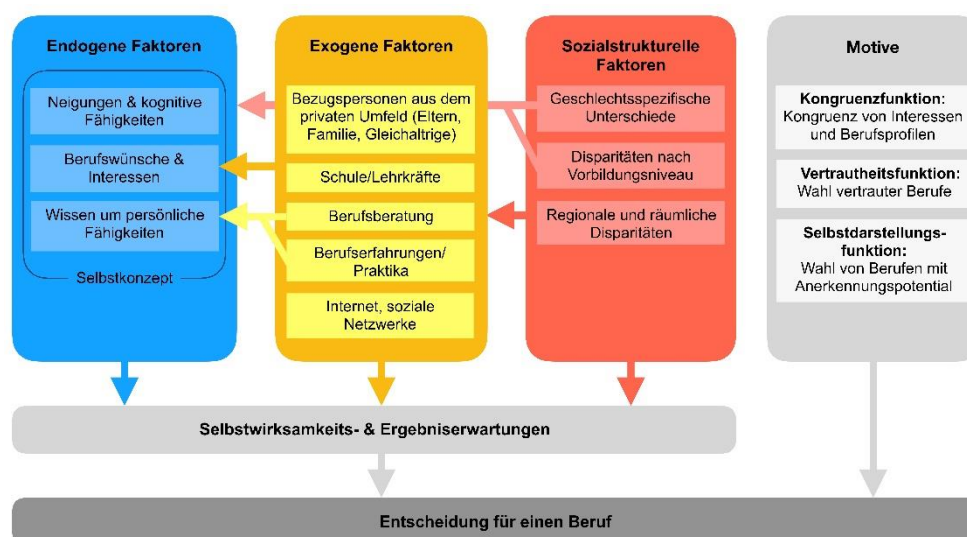 Endogene Faktoren
Neigungen & kognitive
Fähigkeiten
Berufswünsche &
Interessen
Wissen um persönliche
Fähigkeiten
Selbstkonzept
Exogene Faktoren
Bezugspersonen aus dem
privaten Umfeld (Eltern,
Familie, Gleichaltrige)
Schule/Lehrkräfte
Berufsberatung
Berufserfahrungen/
Praktika
Internet, soziale
Netzwerke
Sozialstrukturelle
Faktoren
Geschlechtsspezifische
Unterschiede
Disparitäten nach
Vorbildungsniveau
Regionale und räumliche
Disparitäten
Motive
Kongruenzfunktion:
Kongruenz von Interessen
und Berufsprofilen
Vertrautheitsfunktion:
Wahl vertrauter Berufe
Selbstdarstellungs-
funktion:
Wahl von Berufen mit
Anerkennungspotential
Selbstwirksamkeits- & Ergebniserwartungen
Entscheidung für einen Beruf